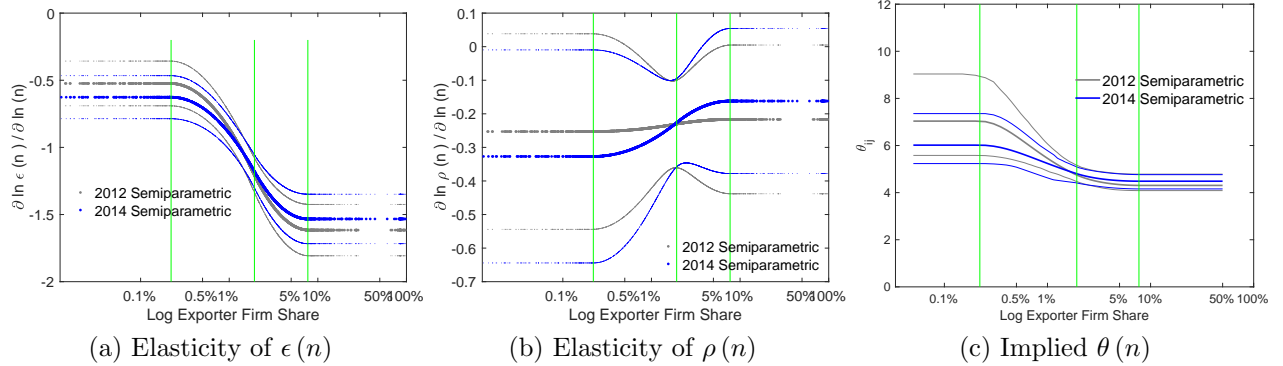 0
-0.5
-1
-1.5
-2
∂ ln ϵ (n) / ∂ ln (n)
2012 Semiparametric
2014 Semiparametric
0.1% 0.5%1% 5% 10% 50%100%
Log Exporter Firm Share
(a) Elasticity of ϵ (n)
0.1
0
-0.1
-0.2
-0.3
-0.4
-0.5
-0.6
-0.7
∂ ln ρ (n) / ∂ ln (n)
2012 Semiparametric
2014 Semiparametric
0.1% 0.5%1% 5% 10% 50%100%
Log Exporter Firm Share
(b) Elasticity of ρ (n)
12
10
8
6
4
2
0
θij
2012 Semiparametric
2014 Semiparametric
0.1% 0.5% 1% 5% 10% 50% 100%
Log Exporter Firm Share
(c) Implied θ (n)